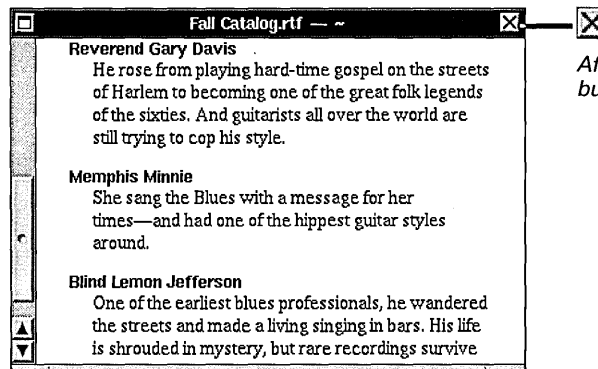 Fall Catalog.rtf — ~
Reverend Gary Davis
He rose from playing hard-time gospel on the streets
of Harlem to becoming one of the great folk legends
of the sixties. And guitarists all over the world are
still trying to cop his style.
Memphis Minnie
She sang the Blues with a message for her
times—and had one of the hippest guitar styles
around.
Blind Lemon Jefferson
One of the earliest blues professionals, he wandered
the streets and made a living singing in bars. His life
is shrouded in mystery, but rare recordings survive